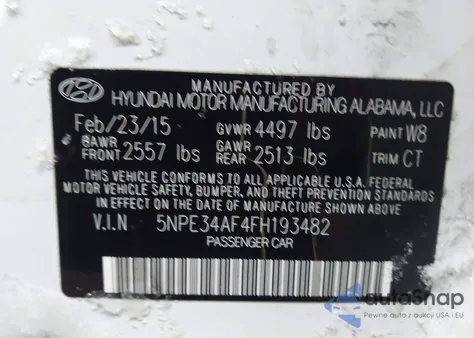 MANUFACTURED BY
HYUNDAI MOTOR MANUFACTURING ALABAMA, LLC
Feb/23/15 GVWR 4497 lbs PAINT W8
BAWR FRONT 2557 lbs GAWR REAR 2513 lbs TRIM CT
THIS VEHICLE CONFORMS TO ALL APPLICABLE U.S.A. FEDERAL
MOTOR VEHICLE SAFETY, BUMPER, AND THEFT PREVENTION STANDARDS
IN EFFECT ON THE DATE OF MANUFACTURE SHOWN ABOVE.
V.I.N 5NPE34AF4FH193482
PASSENGER CAR
autoSnap
Pewne auta z USA i EU